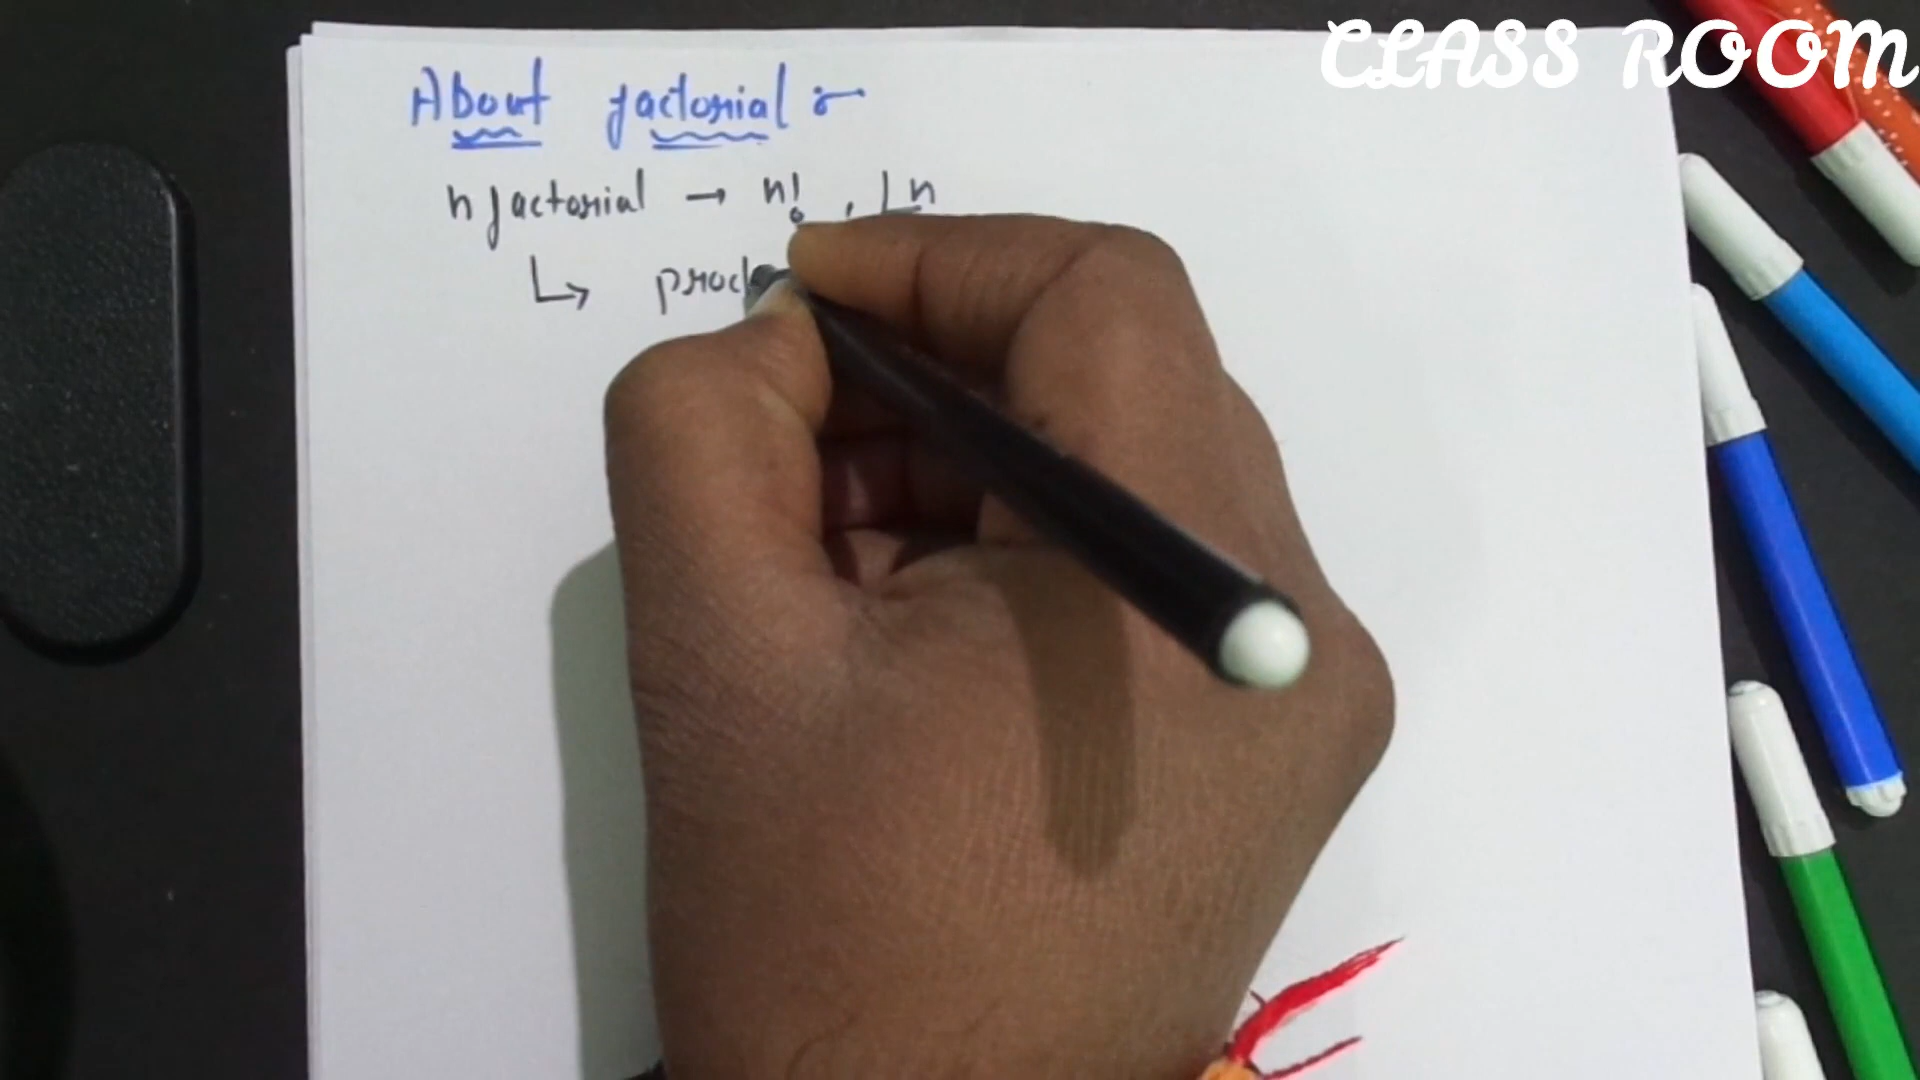 CLASS ROOM
About factorial :-
n factorial → n! , |n
↳ prod